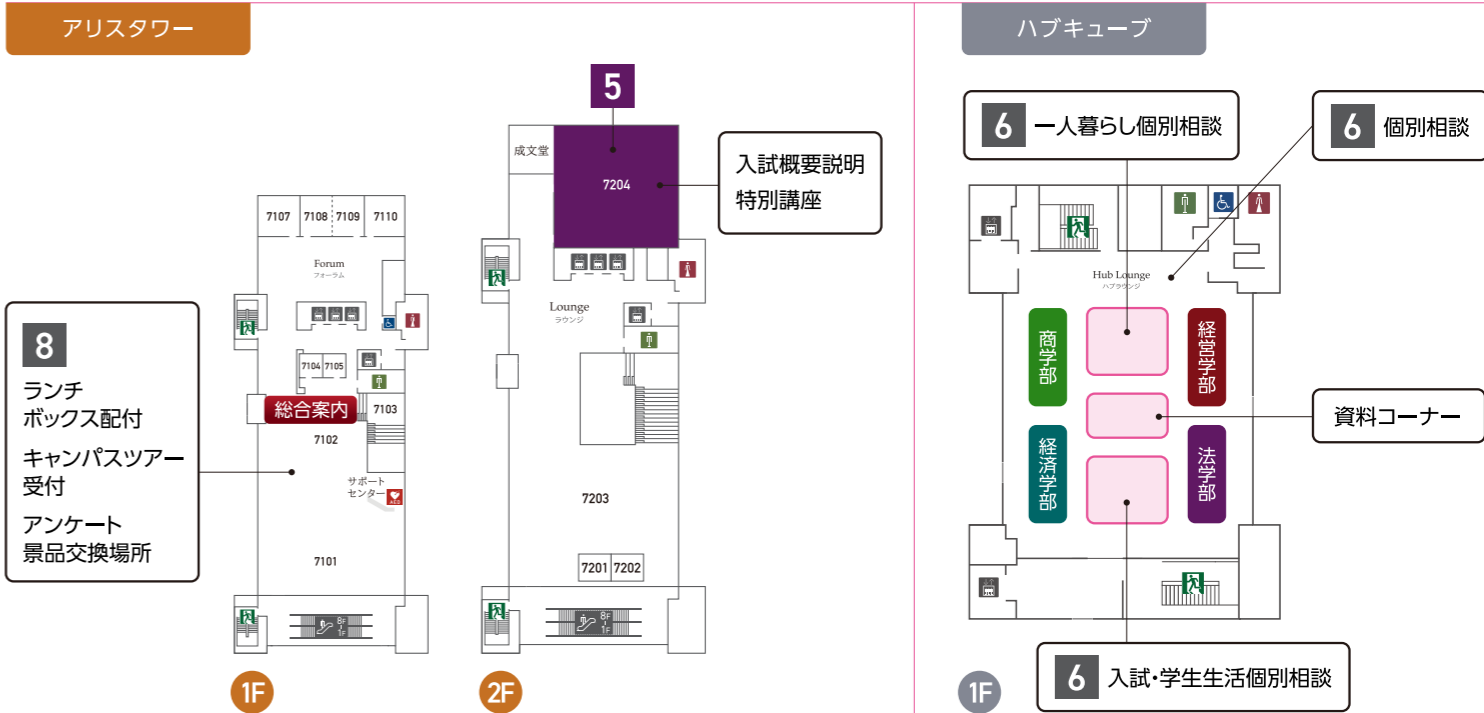 アリスタワー
8
ランチ
ボックス配付
キャンパスツアー
受付
アンケート
景品交換場所
7107
7108
7109
7110
Forum
フォーラム
7104
7105
総合案内
7103
7102
サポート
センター
AED
7101
8F
1F
1F
5
成文堂
7204
入試概要説明
特別講座
Lounge
ラウンジ
7203
7201
7202
8F
1F
2F
ハブキューブ
6 一人暮らし個別相談
6 個別相談
Hub Lounge
ハブラウンジ
商学部
経営学部
資料コーナー
経済学部
法学部
6 入試・学生生活個別相談
1F